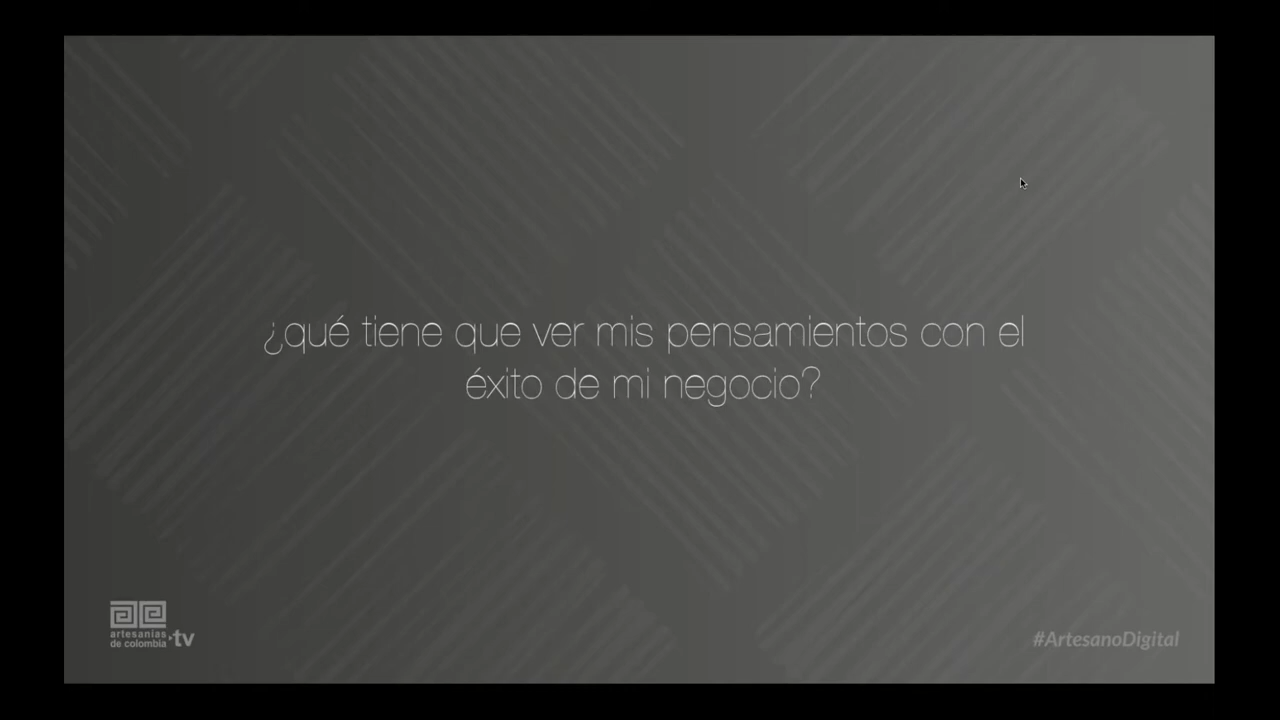 ¿qué tiene que ver mis pensamientos con el
éxito de mi negocio?
artesanías
de colombia
.tv
#ArtesanoDigital